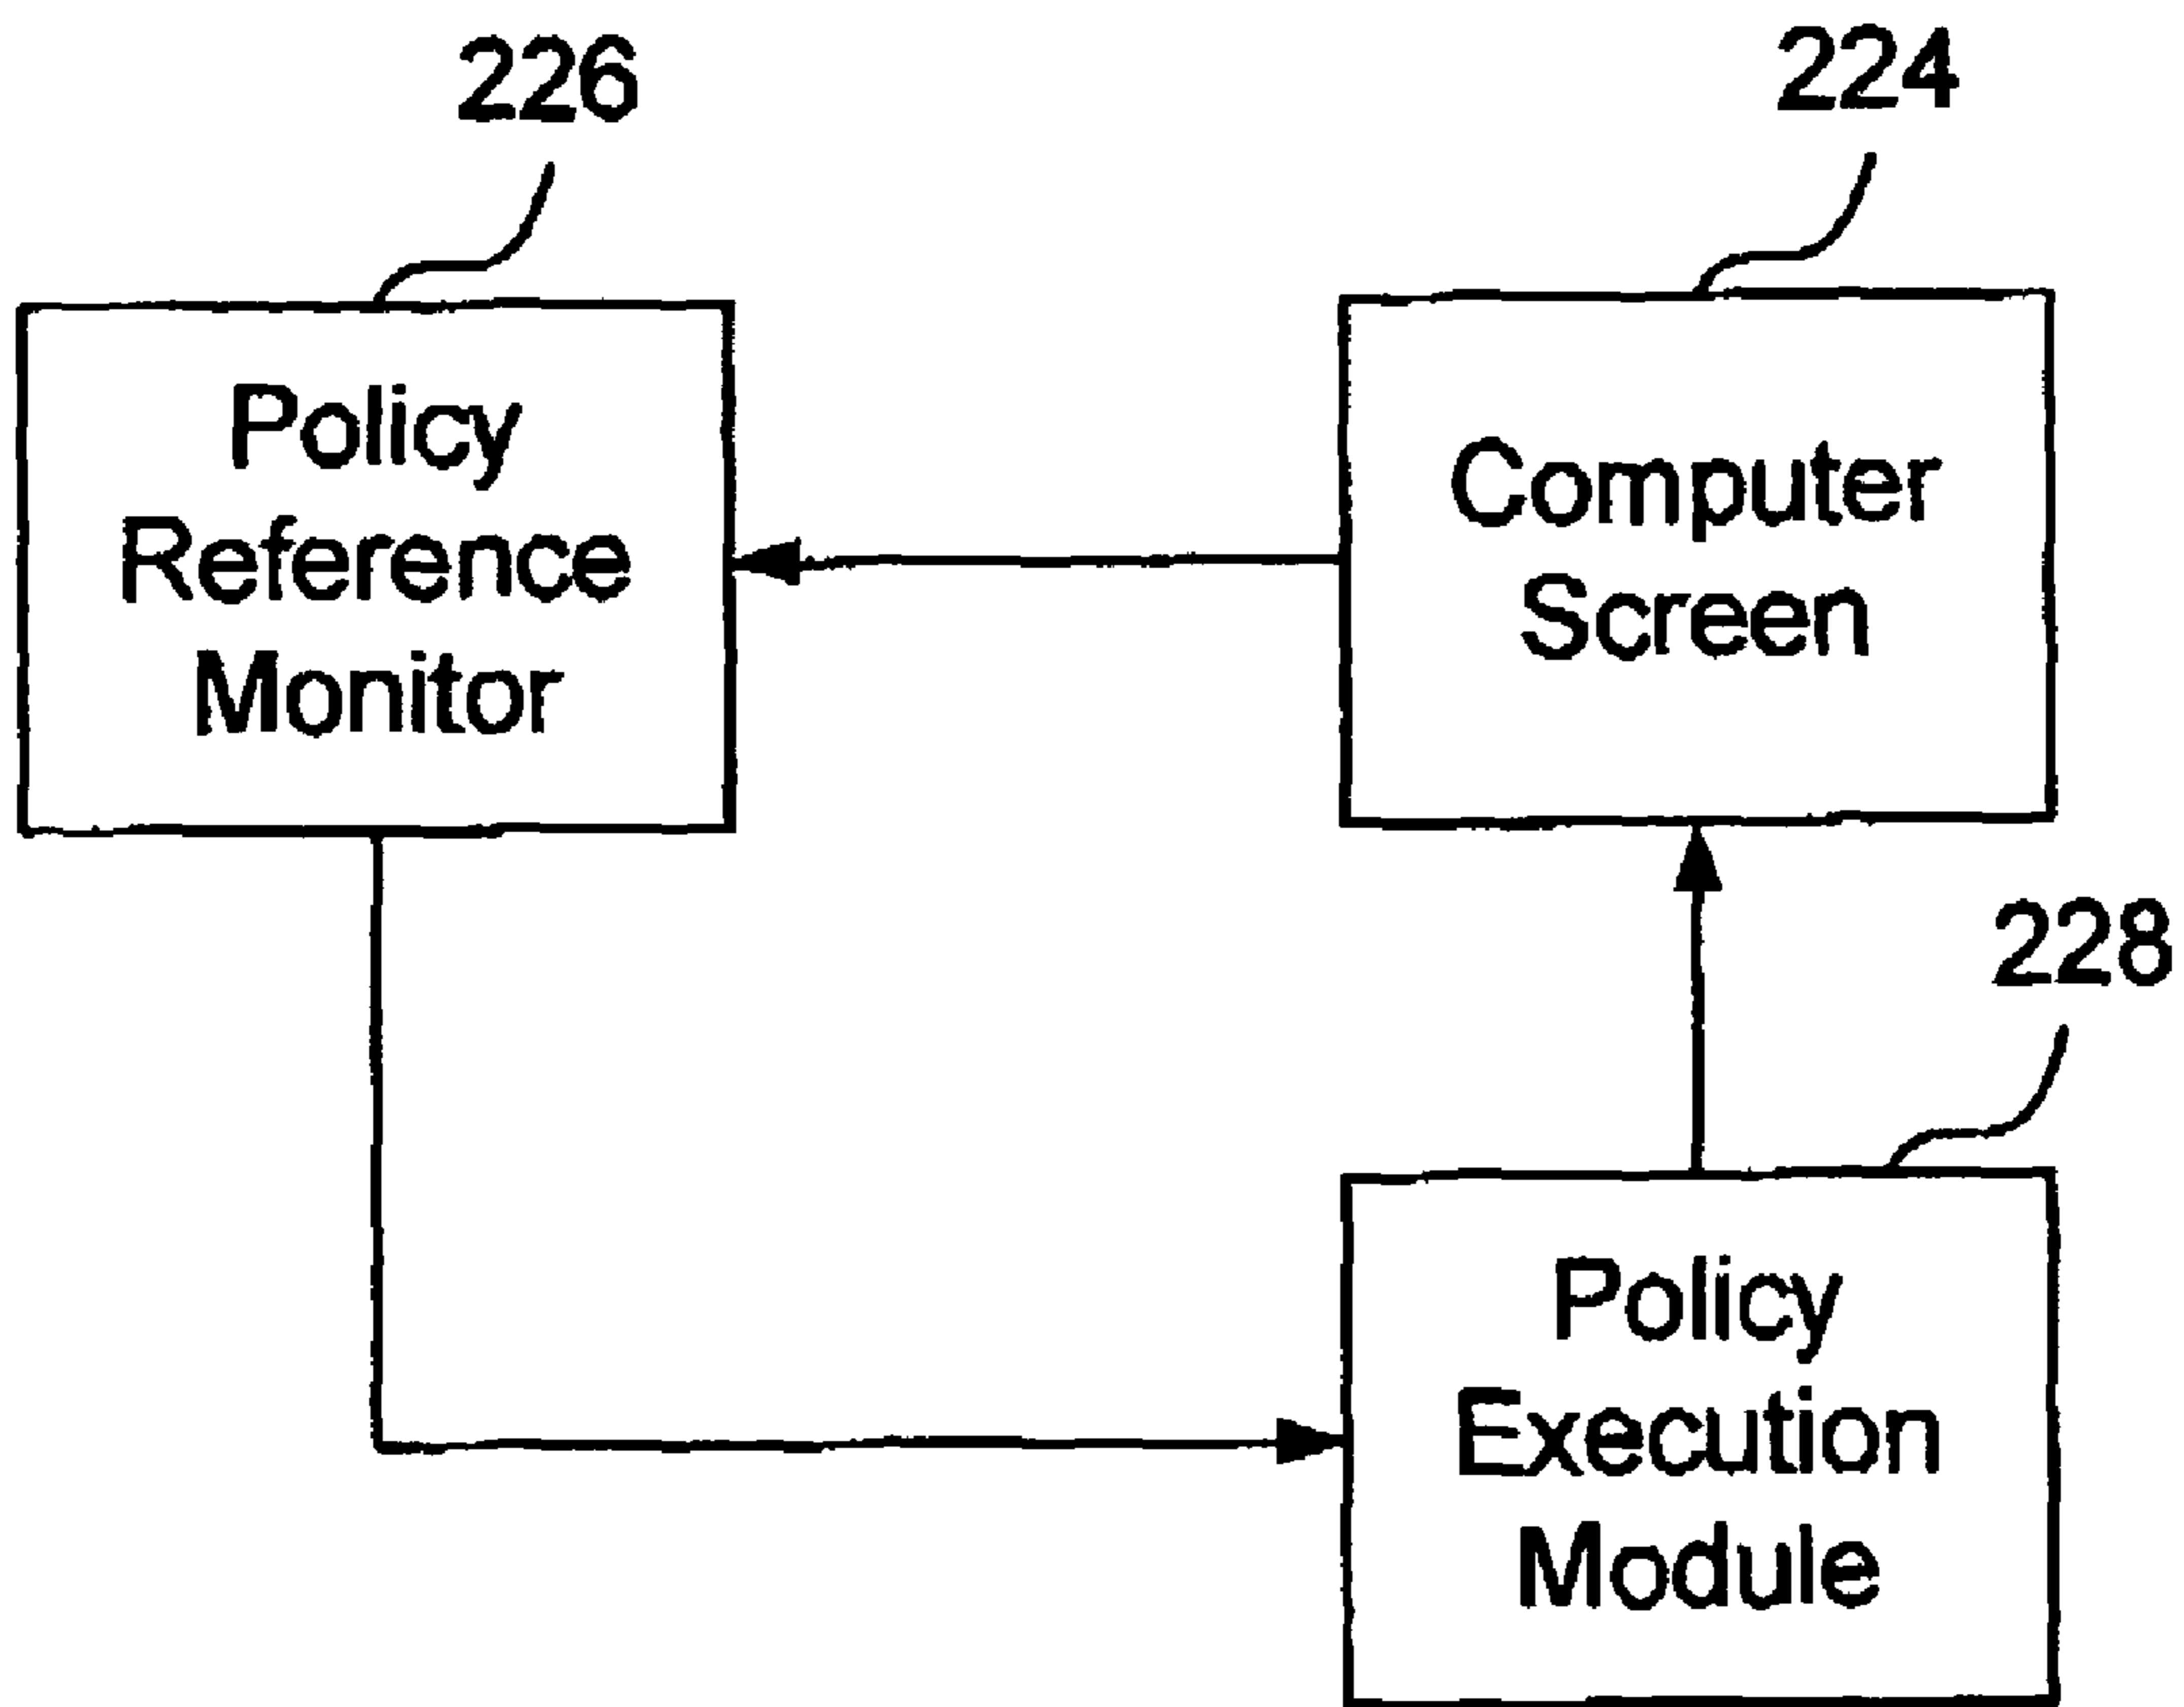 226
224
Policy
Reference
Monitor
Computer
Screen
228
Policy
Execution
Module